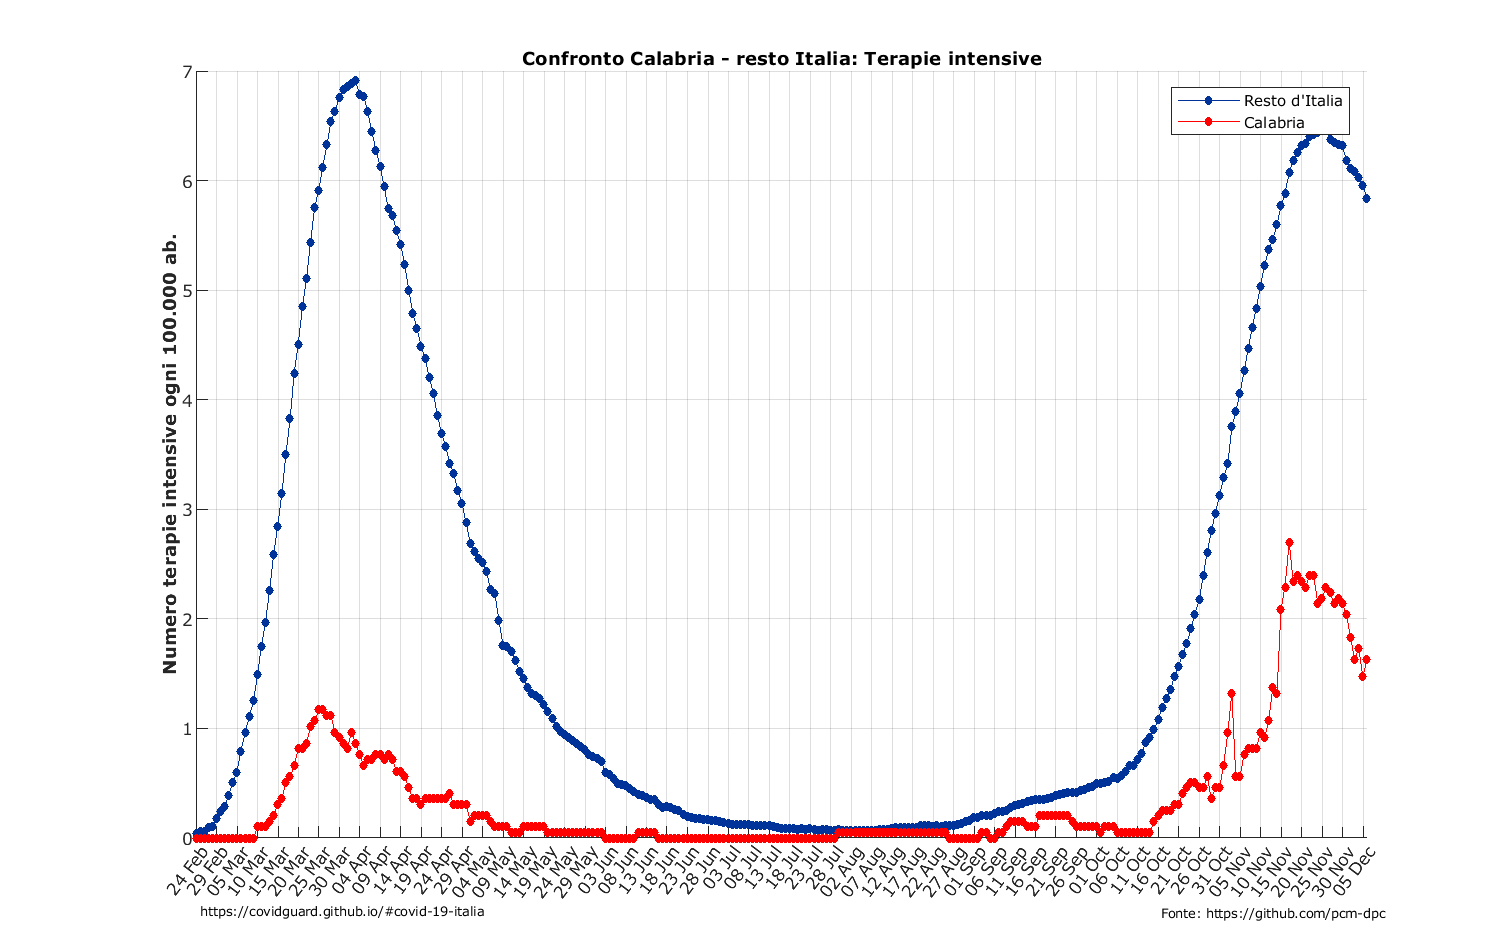 Confronto Calabria - resto Italia: Terapie intensive
Numero terapie intensive ogni 100.000 ab.
7
6
5
4
3
2
1
0
Resto d'Italia
Calabria
24 Feb
29 Feb
05 Mar
10 Mar
15 Mar
20 Mar
25 Mar
30 Mar
04 Apr
09 Apr
14 Apr
19 Apr
24 Apr
29 Apr
04 May
09 May
14 May
19 May
24 May
29 May
03 Jun
08 Jun
13 Jun
18 Jun
23 Jun
28 Jun
03 Jul
08 Jul
13 Jul
18 Jul
23 Jul
28 Jul
02 Aug
07 Aug
12 Aug
17 Aug
22 Aug
27 Aug
01 Sep
06 Sep
11 Sep
16 Sep
21 Sep
26 Sep
01 Oct
06 Oct
11 Oct
16 Oct
21 Oct
26 Oct
31 Oct
05 Nov
10 Nov
15 Nov
20 Nov
25 Nov
30 Nov
05 Dec
https://covidguard.github.io/#covid-19-italia
Fonte: https://github.com/pcm-dpc